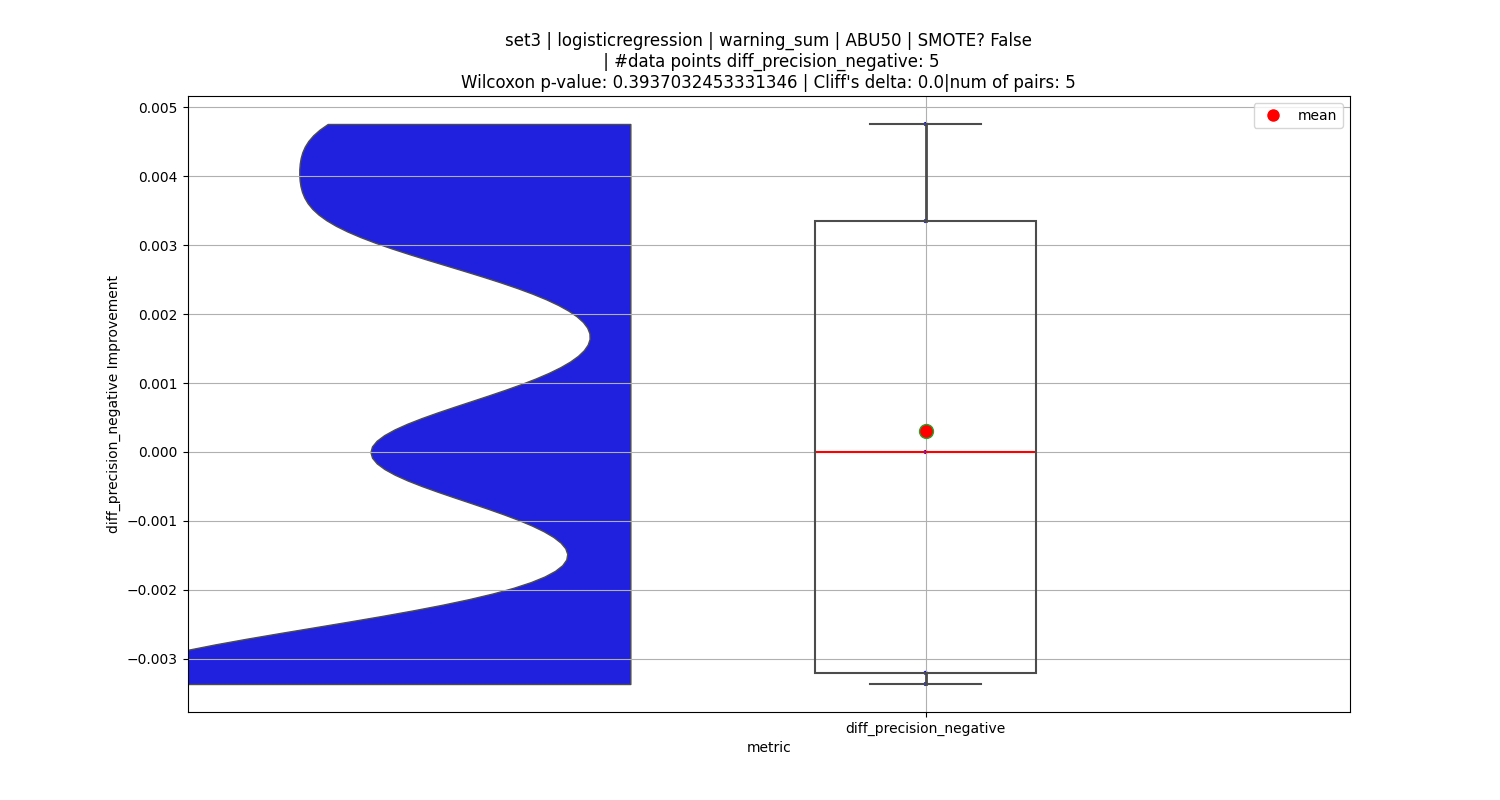 set3 | logisticregression | warning_sum | ABU50 | SMOTE? False
| #data points diff_precision_negative: 5
Wilcoxon p-value: 0.3937032453331346 | Cliff's delta: 0.0|num of pairs: 5
mean
diff_precision_negative Improvement
0.005
0.004
0.003
0.002
0.001
0.000
−0.001
−0.002
−0.003
diff_precision_negative
metric